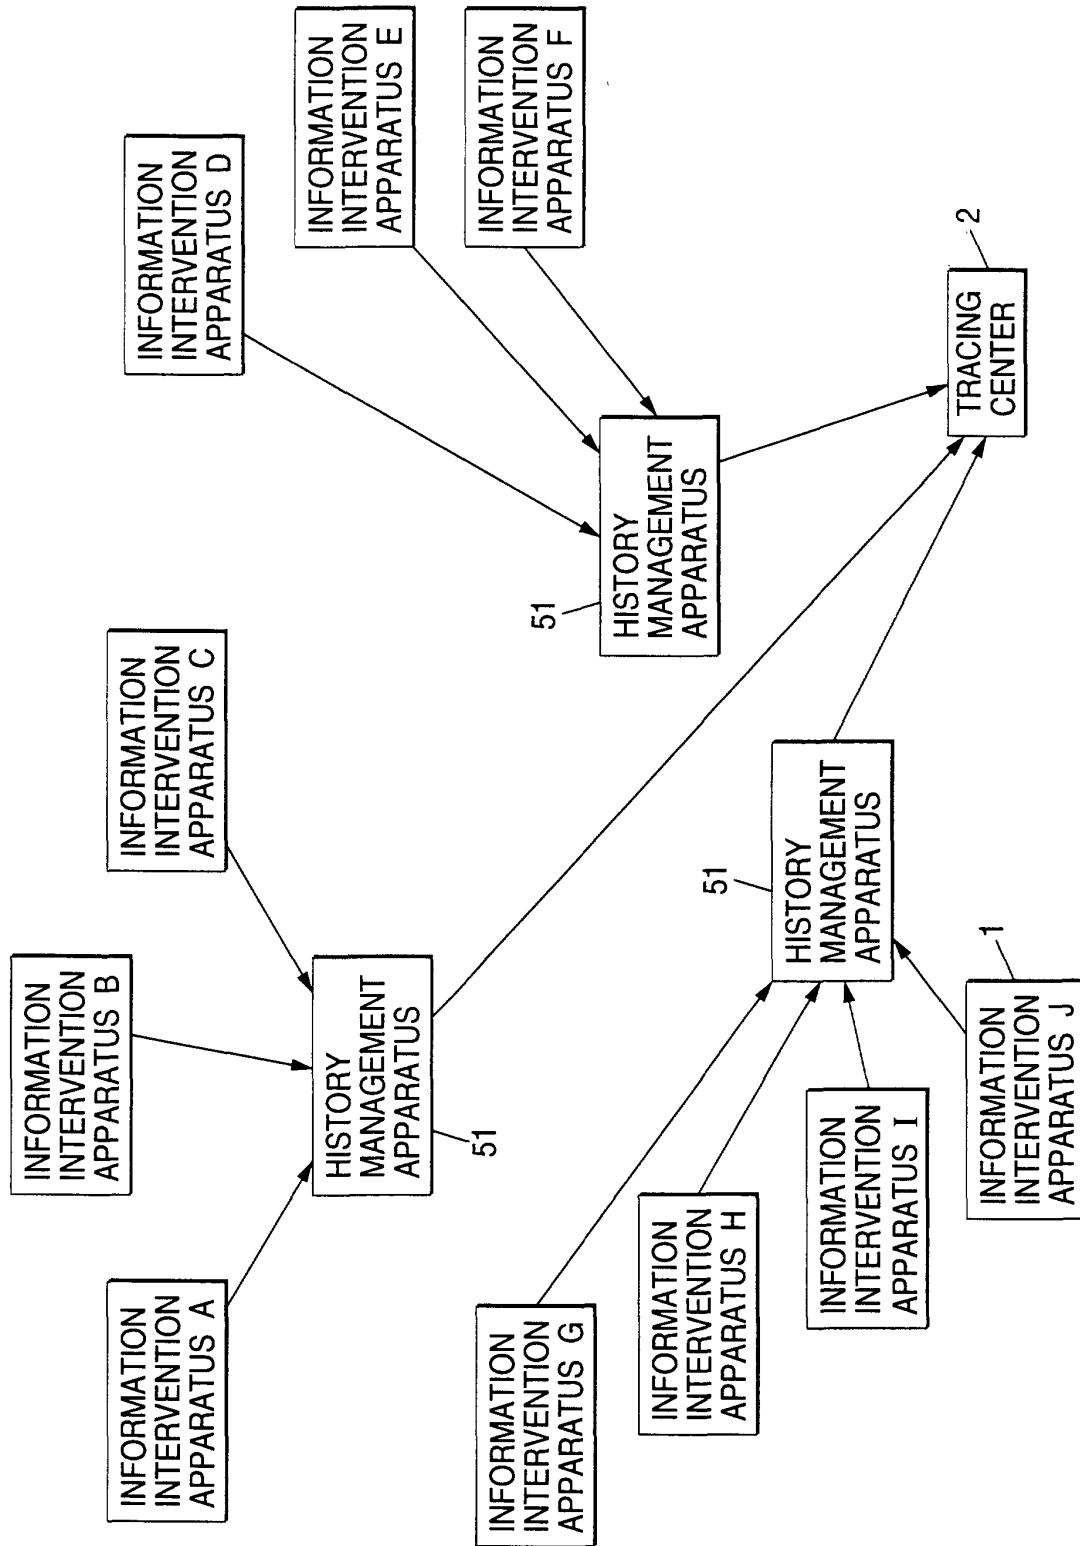 INFORMATION
INTERVENTION
APPARATUS A
INFORMATION
INTERVENTION
APPARATUS B
INFORMATION
INTERVENTION
APPARATUS C
HISTORY
MANAGEMENT
APPARATUS
51
INFORMATION
INTERVENTION
APPARATUS D
INFORMATION
INTERVENTION
APPARATUS E
INFORMATION
INTERVENTION
APPARATUS F
51
HISTORY
MANAGEMENT
APPARATUS
INFORMATION
INTERVENTION
APPARATUS G
INFORMATION
INTERVENTION
APPARATUS H
INFORMATION
INTERVENTION
APPARATUS I
INFORMATION
INTERVENTION
APPARATUS J
1
51
HISTORY
MANAGEMENT
APPARATUS
TRACING
CENTER
2